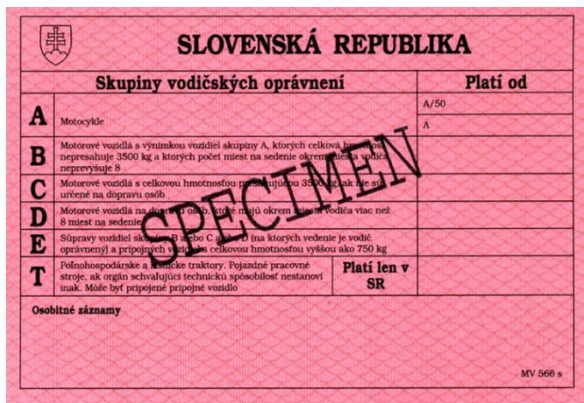 SLOVENSKÁ REPUBLIKA
Skupiny vodičských oprávnení
Platí od
A
Motocykle
A/50
A
B
Motorové vozidlá s výnimkou vozidiel skupiny A, ktorých celková hmotnosť
nepresahuje 3500 kg a ktorých počet miest na sedenie okrem miesta vodiča
neprevyšuje 8
C
Motorové vozidlá s celkovou hmotnosťou presahujúcou 3500 kg, ak nie sú
určené na dopravu osôb
D
Motorové vozidlá na dopravu osôb, ktoré majú okrem miesta vodiča viac než
8 miest na sedenie
E
Súpravy vozidiel skupiny B alebo C alebo D (na ktorých vedenie je vodič
oprávnený) a prípojných vozidiel s celkovou hmotnosťou vyššou ako 750 kg
T
Poľnohospodárske a lesnícke traktory. Pojazdné pracovné
stroje, ak orgán schvaľujúci technickú spôsobilosť nestanoví
inak. Môže byť pripojené prípojné vozidlo
Platí len v
SR
SPECIMEN
Osobitné záznamy
MV 566 s